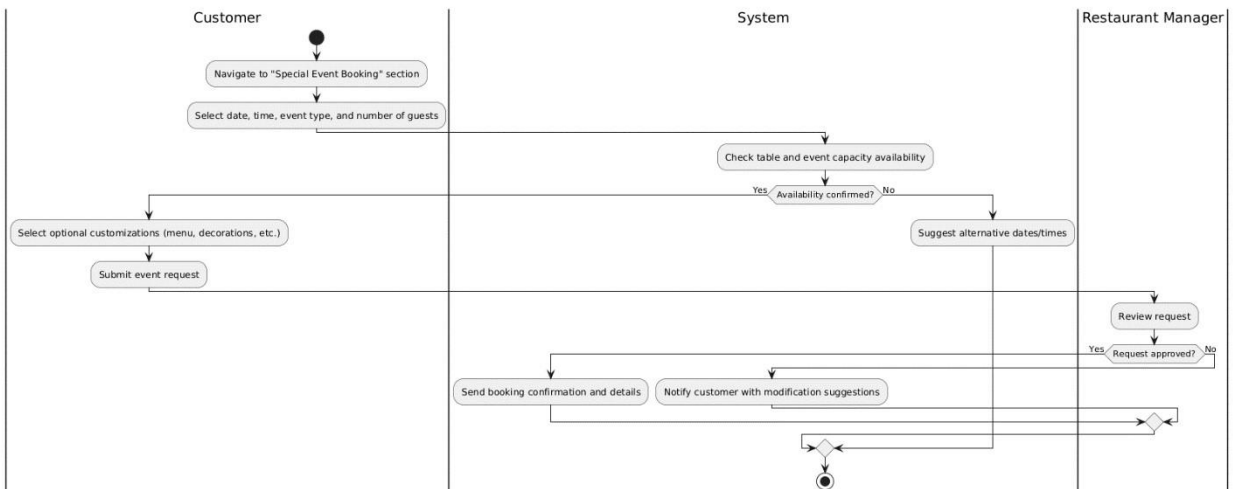 Customer
System
Restaurant Manager
Navigate to "Special Event Booking" section
Select date, time, event type, and number of guests
Check table and event capacity availability
Yes
Availability confirmed?
No
Select optional customizations (menu, decorations, etc.)
Suggest alternative dates/times
Submit event request
Review request
Yes
Request approved?
No
Send booking confirmation and details
Notify customer with modification suggestions